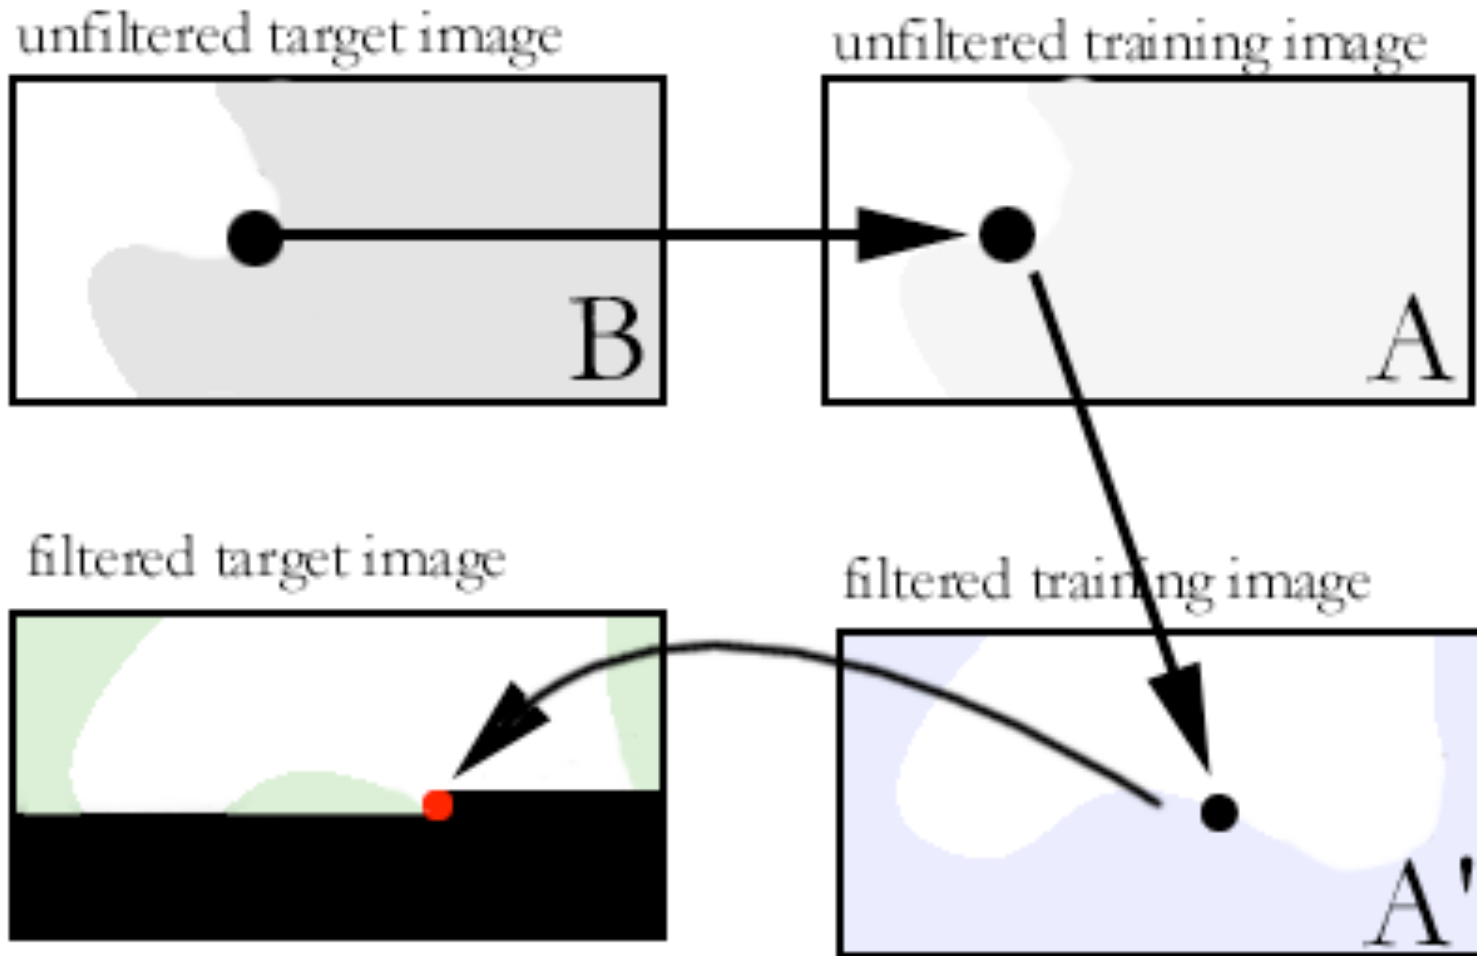 unfiltered target image
unfiltered training image
B
A
filtered target image
filtered training image
A'